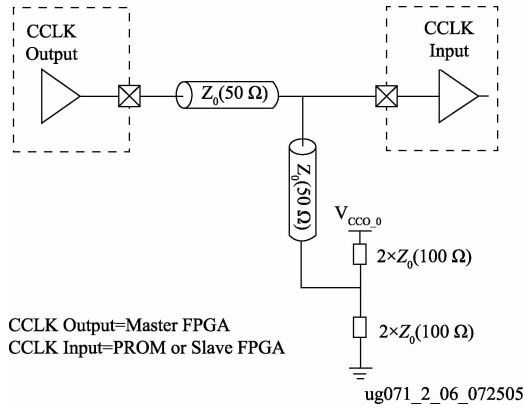 CCLK
Output
CCLK
Input
Z₀(50 Ω)
Z₀(50 Ω)
V_CCO_0
2×Z₀(100 Ω)
2×Z₀(100 Ω)
CCLK Output=Master FPGA
CCLK Input=PROM or Slave FPGA
ug071_2_06_072505